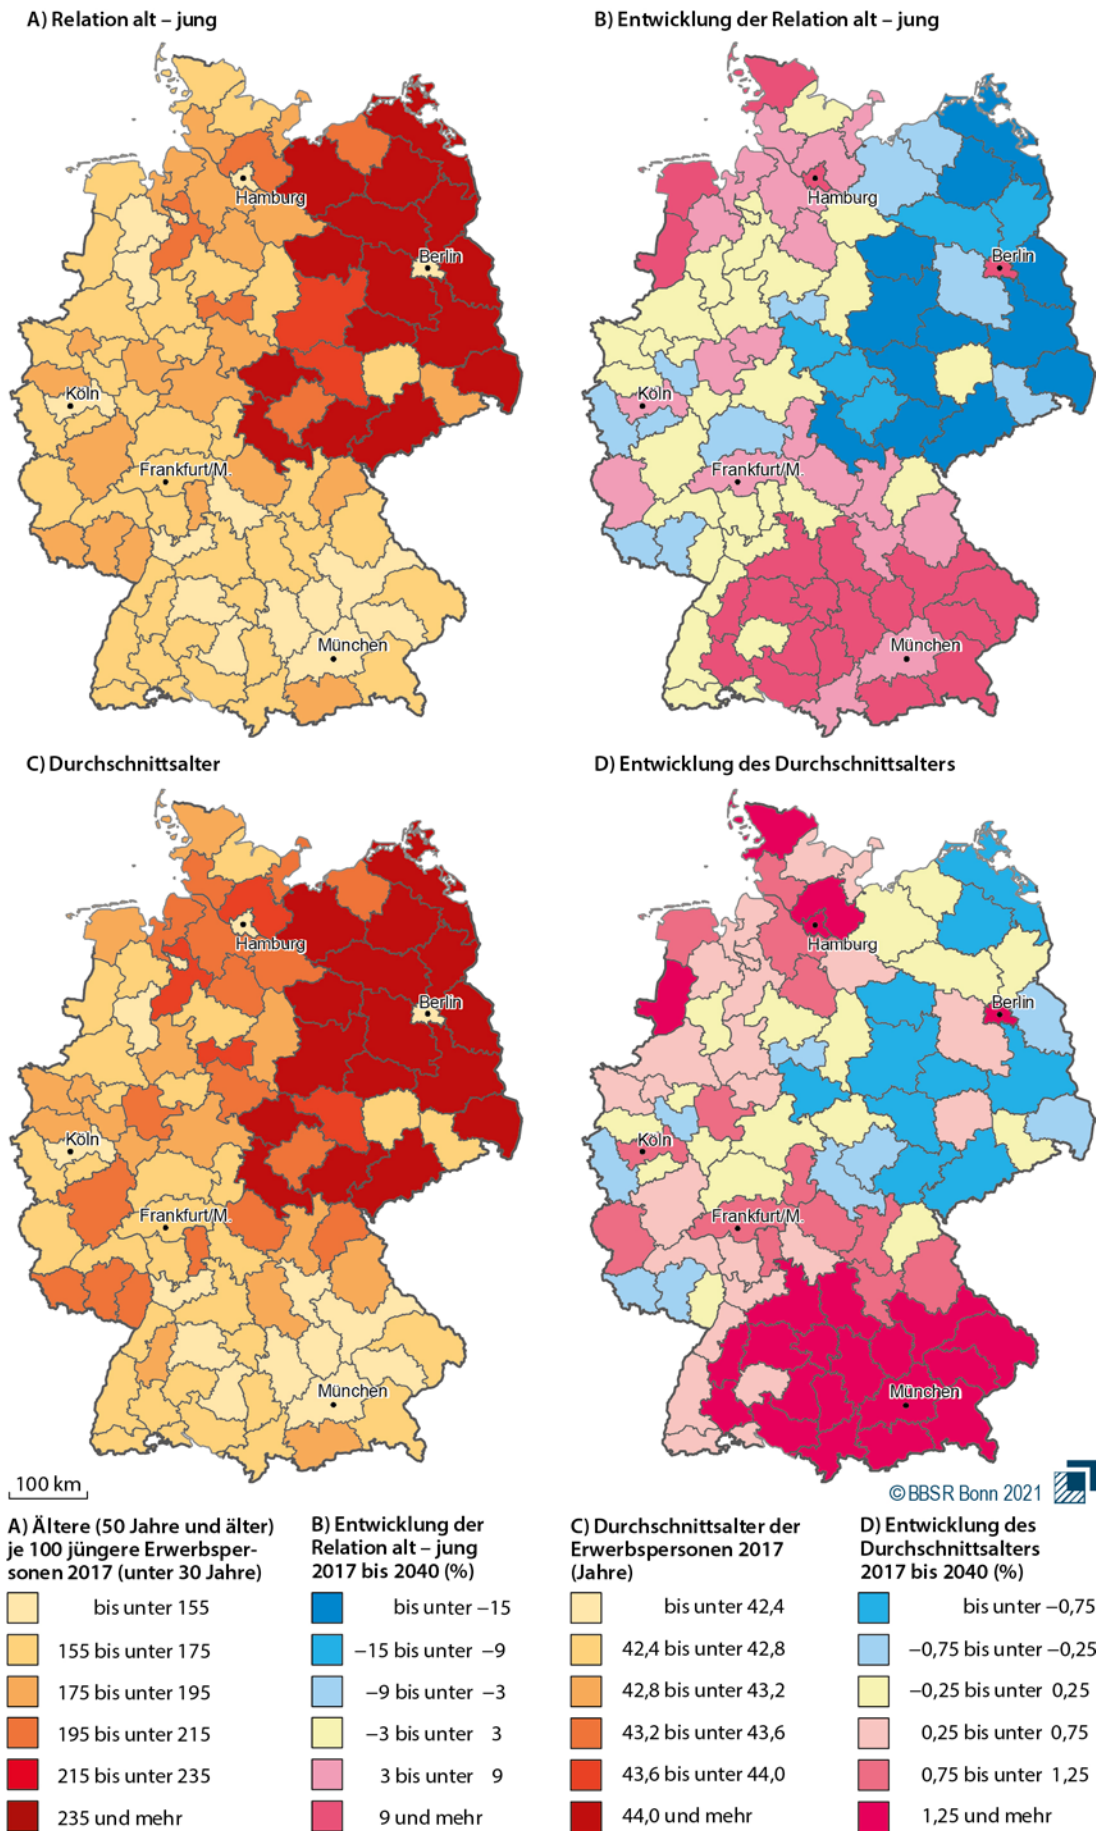 A) Relation alt – jung
B) Entwicklung der Relation alt – jung
Hamburg
Berlin
Köln
Frankfurt/M.
München
Hamburg
Berlin
Köln
Frankfurt/M.
München
C) Durchschnittsalter
D) Entwicklung des Durchschnittsalters
Hamburg
Berlin
Köln
Frankfurt/M.
München
Hamburg
Berlin
Köln
Frankfurt/M.
München
100 km
© BBSR Bonn 2021
A) Ältere (50 Jahre und älter)
je 100 jüngere Erwerbsper-
sonen 2017 (unter 30 Jahre)
bis unter 155
155 bis unter 175
175 bis unter 195
195 bis unter 215
215 bis unter 235
235 und mehr
B) Entwicklung der
Relation alt – jung
2017 bis 2040 (%)
bis unter −15
−15 bis unter −9
−9 bis unter −3
−3 bis unter 3
3 bis unter 9
9 und mehr
C) Durchschnittsalter der
Erwerbspersonen 2017
(Jahre)
bis unter 42,4
42,4 bis unter 42,8
42,8 bis unter 43,2
43,2 bis unter 43,6
43,6 bis unter 44,0
44,0 und mehr
D) Entwicklung des
Durchschnittsalters
2017 bis 2040 (%)
bis unter −0,75
−0,75 bis unter −0,25
−0,25 bis unter 0,25
0,25 bis unter 0,75
0,75 bis unter 1,25
1,25 und mehr